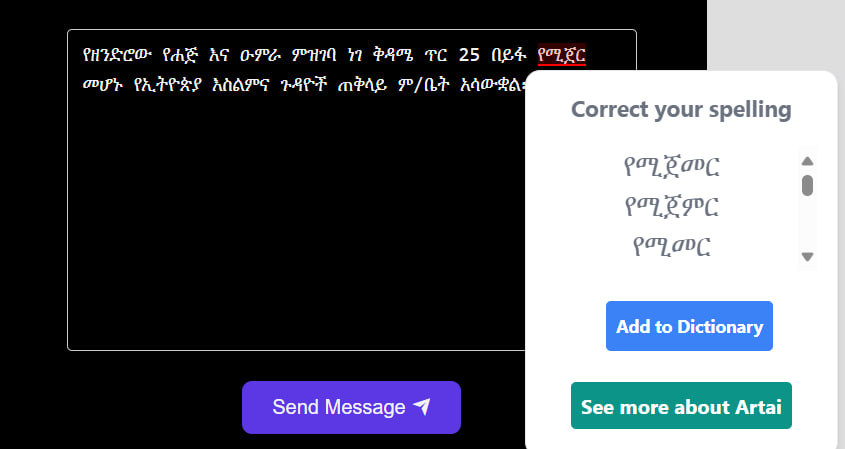 የዘንድሮው የሐጅ እና ዑምራ ምዝገባ ነገ ቅዳሜ ጥር 25 በይፋ የሚጀር
መሆኑ የኢትዮጵያ እስልምና ጉዳዮች ጠቅላይ ም/ቤት አሳውቋል።
Correct your spelling
የሚጀመር
የሚጀምር
የሚመር
Add to Dictionary
See more about Artai
Send Message